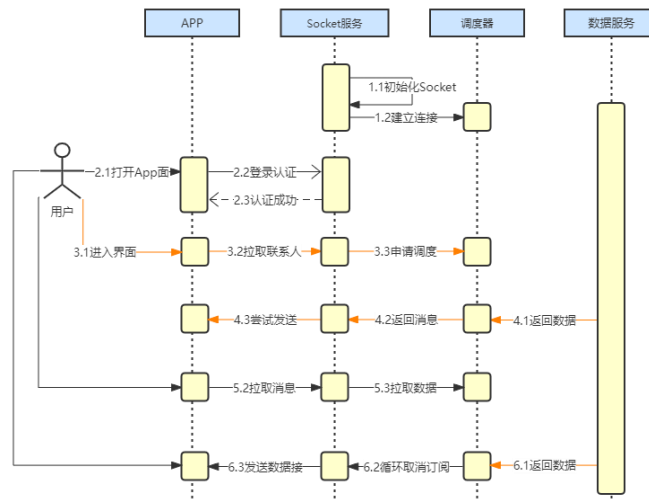 APP
Socket服务
调度器
数据服务
1.1初始化Socket
1.2建立连接
2.1打开App面
2.2登录认证
2.3认证成功
用户
3.1进入界面
3.2拉取联系人
3.3申请调度
4.3尝试发送
4.2返回消息
4.1返回数据
5.2拉取消息
5.3拉取数据
6.3发送数据接
6.2循环取消订阅
6.1返回数据